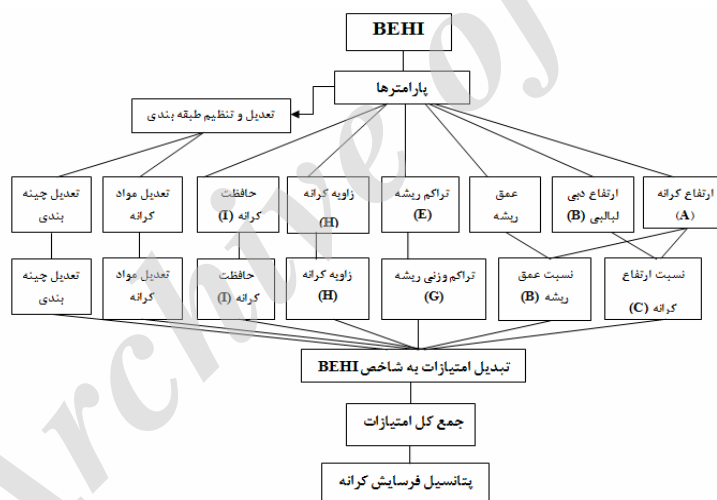 BEHI
پارامترها
تعدیل و تنظیم طبقه بندی
ارتفاع کرانه
(A)
ارتفاع دبی
لبالبی (B)
عمق
ریشه
تراکم ریشه
(E)
زاویه کرانه
(H)
حافظت
کرانه (I)
تعدیل مواد
کرانه
تعدیل چینه
بندی
نسبت ارتفاع
کرانه (C)
نسبت عمق
ریشه (B)
تراکم وزنی ریشه
(G)
زاویه کرانه
(H)
حافظت
کرانه (I)
تعدیل مواد
کرانه
تعدیل چینه
بندی
تبدیل امتیازات به شاخص BEHI
جمع کل امتیازات
پتانسیل فرسایش کرانه
Archive of